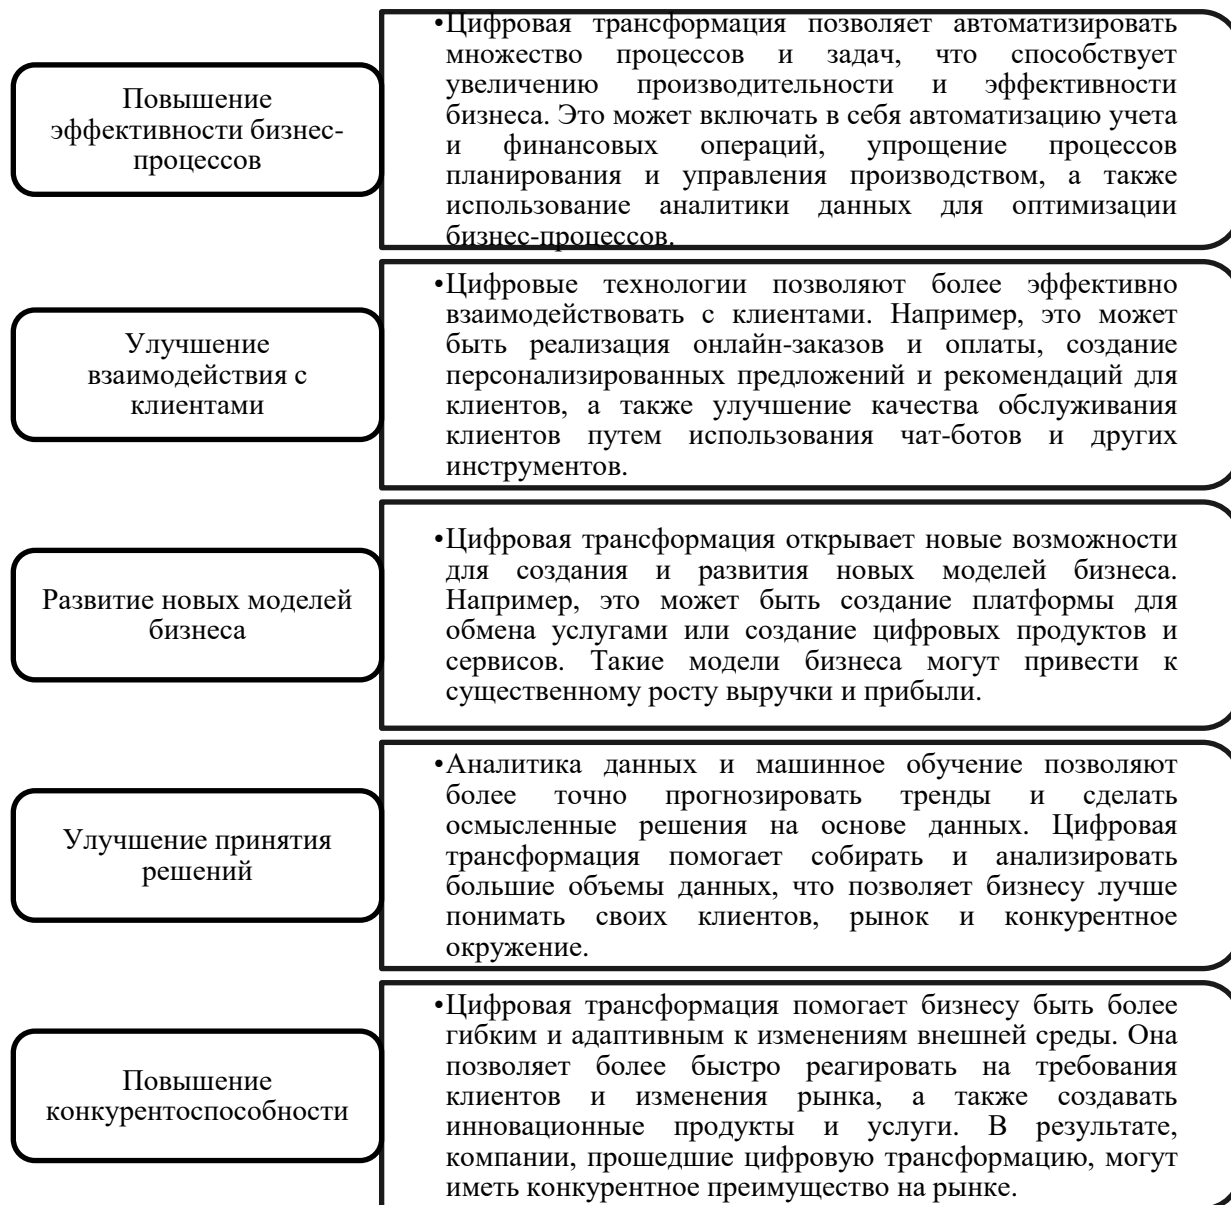 Повышение
эффективности бизнес-
процессов
•Цифровая трансформация позволяет автоматизировать
множество процессов и задач, что способствует
увеличению производительности и эффективности
бизнеса. Это может включать в себя автоматизацию учета
и финансовых операций, упрощение процессов
планирования и управления производством, а также
использование аналитики данных для оптимизации
бизнес-процессов.
Улучшение
взаимодействия с
клиентами
•Цифровые технологии позволяют более эффективно
взаимодействовать с клиентами. Например, это может
быть реализация онлайн-заказов и оплаты, создание
персонализированных предложений и рекомендаций для
клиентов, а также улучшение качества обслуживания
клиентов путем использования чат-ботов и других
инструментов.
Развитие новых моделей
бизнеса
•Цифровая трансформация открывает новые возможности
для создания и развития новых моделей бизнеса.
Например, это может быть создание платформы для
обмена услугами или создание цифровых продуктов и
сервисов. Такие модели бизнеса могут привести к
существенному росту выручки и прибыли.
Улучшение принятия
решений
•Аналитика данных и машинное обучение позволяют
более точно прогнозировать тренды и сделать
осмысленные решения на основе данных. Цифровая
трансформация помогает собирать и анализировать
большие объемы данных, что позволяет бизнесу лучше
понимать своих клиентов, рынок и конкурентное
окружение.
Повышение
конкурентоспособности
•Цифровая трансформация помогает бизнесу быть более
гибким и адаптивным к изменениям внешней среды. Она
позволяет более быстро реагировать на требования
клиентов и изменения рынка, а также создавать
инновационные продукты и услуги. В результате,
компании, прошедшие цифровую трансформацию, могут
иметь конкурентное преимущество на рынке.